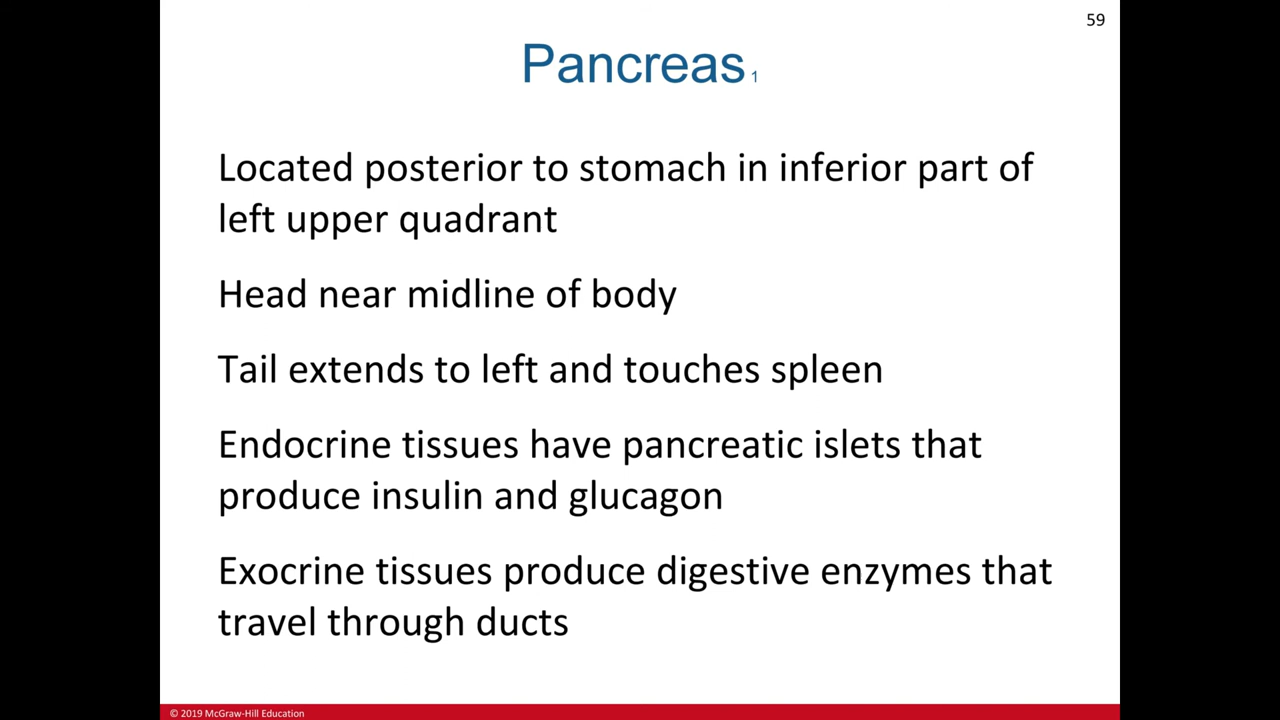 59
Pancreas 1
Located posterior to stomach in inferior part of
left upper quadrant
Head near midline of body
Tail extends to left and touches spleen
Endocrine tissues have pancreatic islets that
produce insulin and glucagon
Exocrine tissues produce digestive enzymes that
travel through ducts
© 2019 McGraw-Hill Education